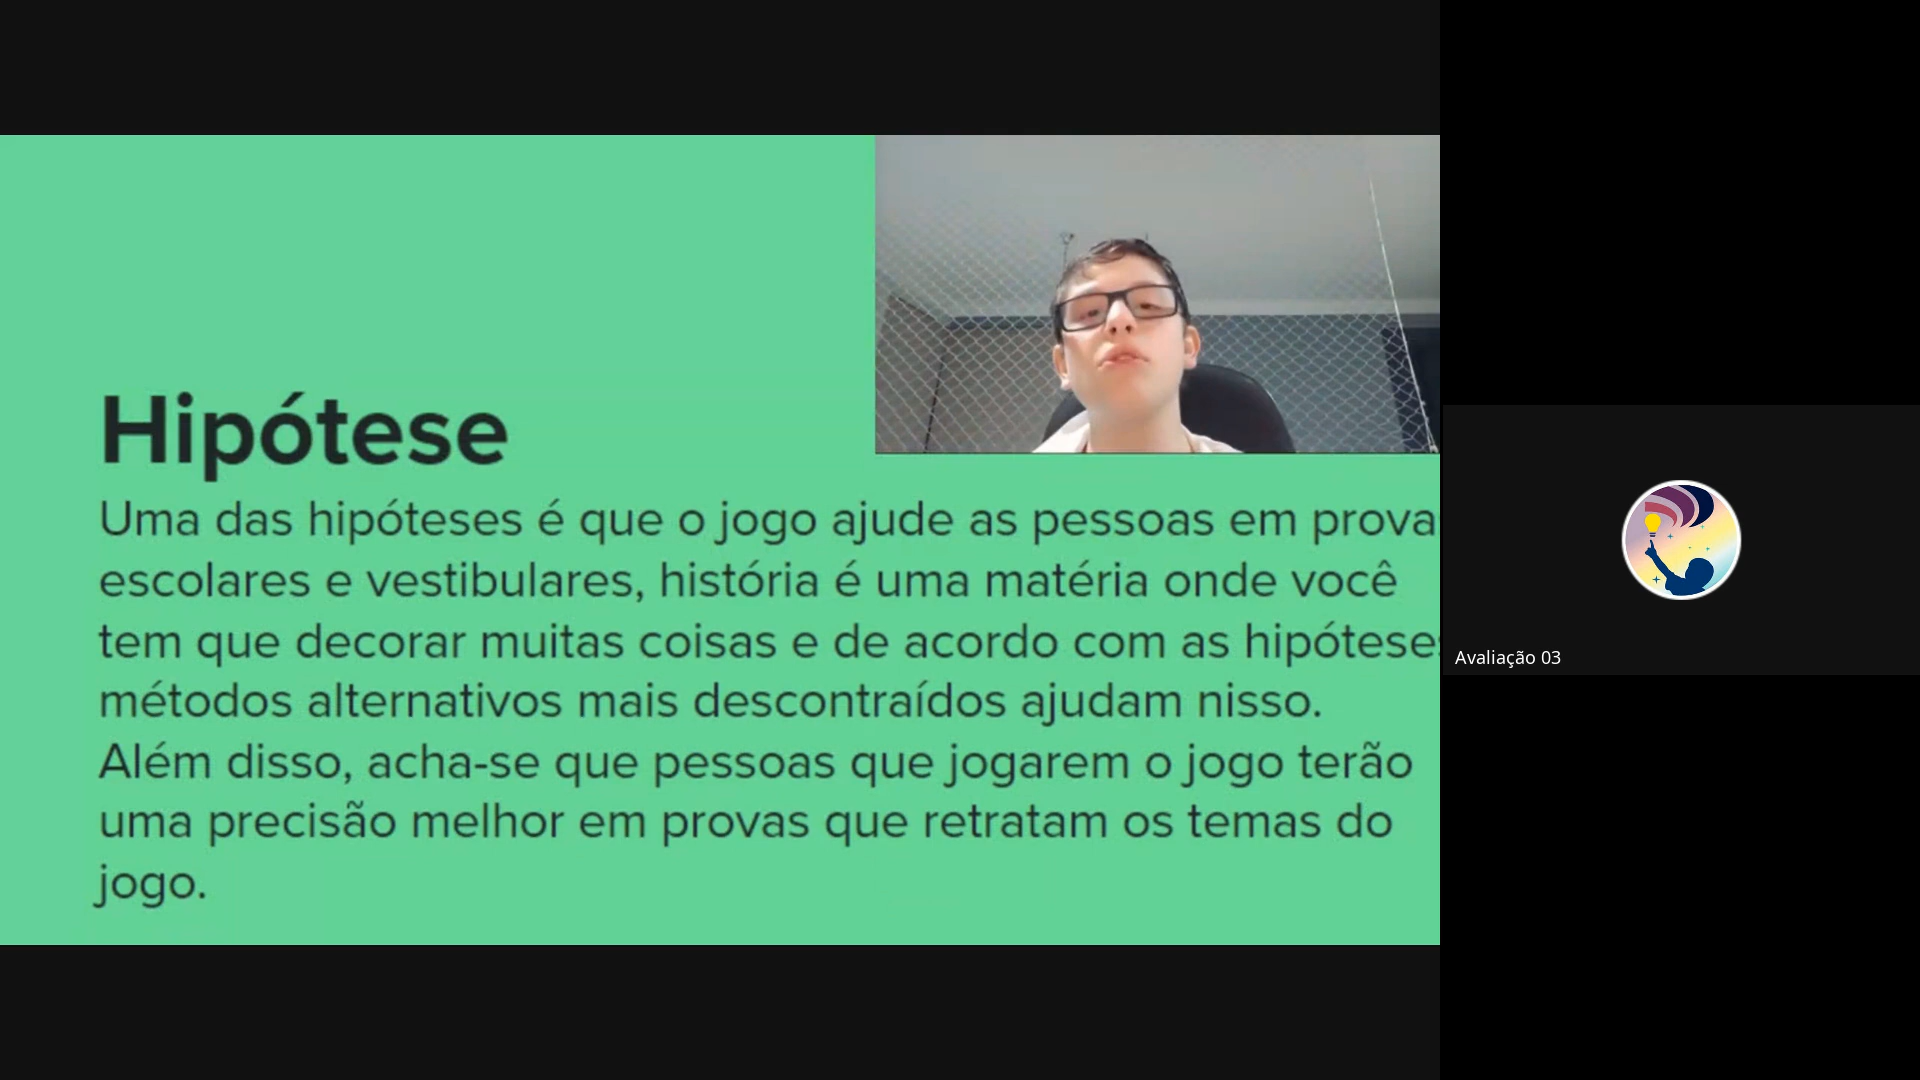 Hipótese
Uma das hipóteses é que o jogo ajude as pessoas em prova
escolares e vestibulares, história é uma matéria onde você
tem que decorar muitas coisas e de acordo com as hipóteses
métodos alternativos mais descontraídos ajudam nisso.
Além disso, acha-se que pessoas que jogarem o jogo terão
uma precisão melhor em provas que retratam os temas do
jogo.
Avaliação 03